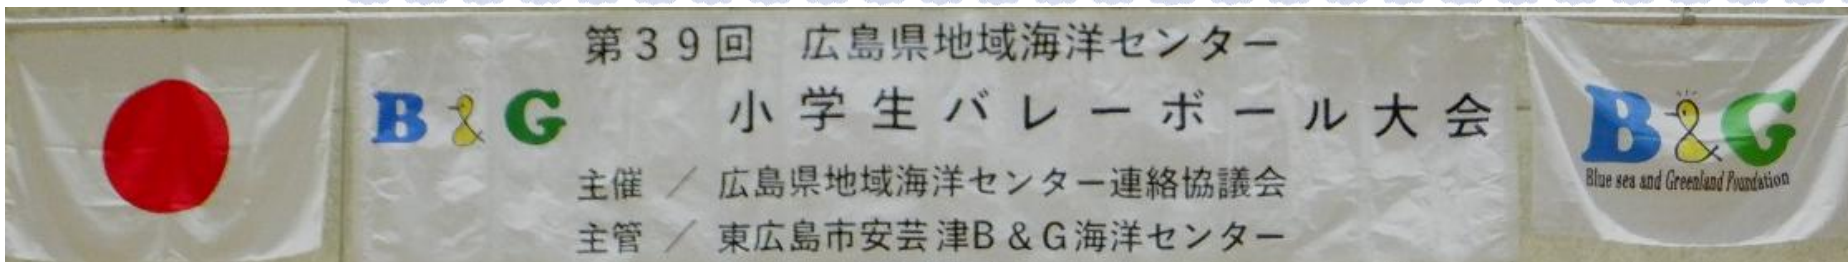 第39回　広島県地域海洋センター
B&G　小学生バレーボール大会
主催 ／ 広島県地域海洋センター連絡協議会
主管 ／ 東広島市安芸津B&G海洋センター
B&G
Blue sea and Greenland Foundation